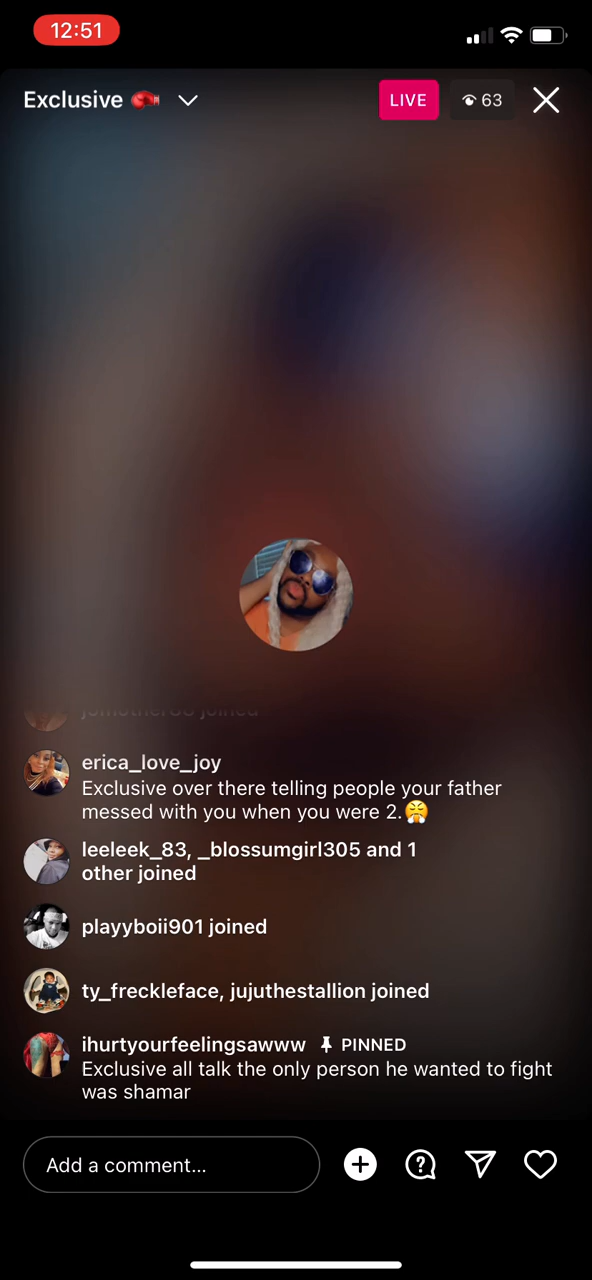 12:51
Exclusive 🥊
LIVE
63
joined
erica_love_joy
Exclusive over there telling people your father
messed with you when you were 2.😤
leeleek_83, _blossumgirl305 and 1
other joined
playyboii901 joined
ty_freckleface, jujuthestallion joined
ihurtyourfeelingsawww PINNED
Exclusive all talk the only person he wanted to fight
was shamar
Add a comment...